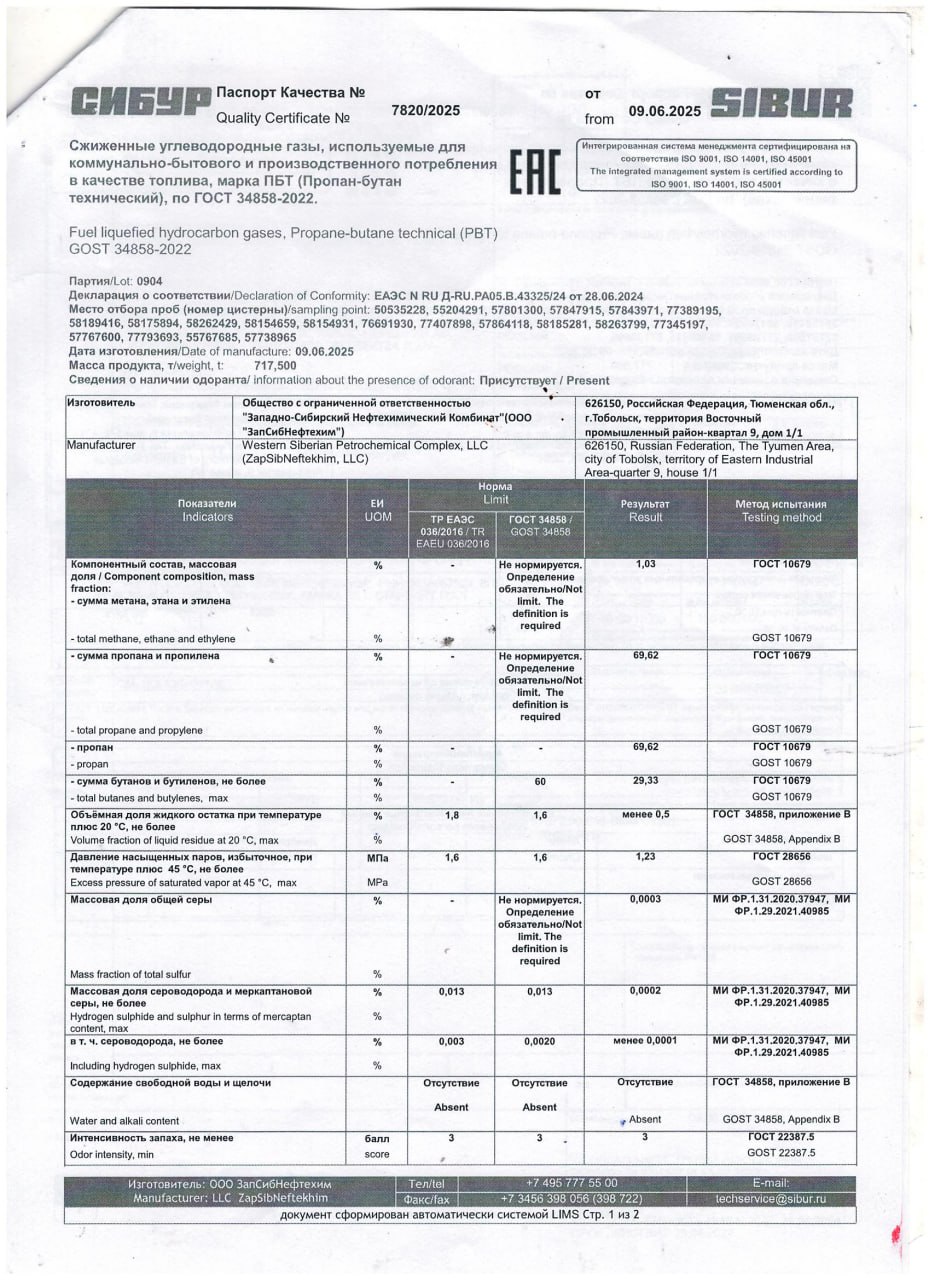 СИБУР
Паспорт Качества №
Quality Certificate №
7820/2025
от
from
09.06.2025
SIBUR
Сжиженные углеводородные газы, используемые для
коммунально-бытового и производственного потребления
в качестве топлива, марка ПБТ (Пропан-бутан
технический), по ГОСТ 34858-2022.
EAC
Интегрированная система менеджмента сертифицирована на
соответствие ISO 9001, ISO 14001, ISO 45001
The integrated management system is certified according to
ISO 9001, ISO 14001, ISO 45001
Fuel liquefied hydrocarbon gases, Propane-butane technical (PBT)
GOST 34858-2022
Партия/Lot: 0904
Декларация о соответствии/Declaration of Conformity: ЕАЭС N RU Д-RU.РА05.В.43325/24 от 28.06.2024
Место отбора проб (номер цистерны)/sampling point: 50535228, 55204291, 57801300, 57847915, 57843971, 77389195,
58189416, 58175894, 58262429, 58154659, 58154931, 76691930, 77407898, 57864118, 58185281, 58263799, 77345197,
57767600, 77793693, 55767685, 57738965
Дата изготовления/Date of manufacture: 09.06.2025
Масса продукта, т/weight, t: 717,500
Сведения о наличии одоранта/ information about the presence of odorant: Присутствует / Present
Изготовитель
Общество с ограниченной ответственностью
"Западно-Сибирский Нефтехимический Комбинат"(ООО
"ЗапСибНефтехим")
626150, Российская Федерация, Тюменская обл.,
г.Тобольск, территория Восточный
промышленный район-квартал 9, дом 1/1
Manufacturer
Western Siberian Petrochemical Complex, LLC
(ZapSibNeftekhim, LLC)
626150, Russian Federation, The Tyumen Area,
city of Tobolsk, territory of Eastern Industrial
Area-quarter 9, house 1/1
Показатели
Indicators
ЕИ
UOM
Норма
Limit
ТР ЕАЭС
036/2016 / TR
EAEU 036/2016
ГОСТ 34858 /
GOST 34858
Результат
Result
Метод испытания
Testing method
Компонентный состав, массовая
доля / Component composition, mass
fraction:
- сумма метана, этана и этилена
% - Не нормируется.
Определение
обязательно/Not
limit. The
definition is
required
1,03 ГОСТ 10679
- total methane, ethane and ethylene % GOST 10679
- сумма пропана и пропилена % - Не нормируется.
Определение
обязательно/Not
limit. The
definition is
required
69,62 ГОСТ 10679
- total propane and propylene % GOST 10679
- пропан % - - 69,62 ГОСТ 10679
- propan % GOST 10679
- сумма бутанов и бутиленов, не более % - 60 29,33 ГОСТ 10679
- total butanes and butylenes, max % GOST 10679
Объёмная доля жидкого остатка при температуре
плюс 20 °С, не более
% 1,8 1,6 менее 0,5 ГОСТ 34858, приложение В
Volume fraction of liquid residue at 20 °C, max % GOST 34858, Appendix B
Давление насыщенных паров, избыточное, при
температуре плюс 45 °С, не более
МПа 1,6 1,6 1,23 ГОСТ 28656
Excess pressure of saturated vapor at 45 °C, max MPa GOST 28656
Массовая доля общей серы % - Не нормируется.
Определение
обязательно/Not
limit. The
definition is
required
0,0003 МИ ФР.1.31.2020.37947, МИ
ФР.1.29.2021.40985
Mass fraction of total sulfur %
Массовая доля сероводорода и меркаптановой
серы, не более
% 0,013 0,013 0,0002 МИ ФР.1.31.2020.37947, МИ
ФР.1.29.2021.40985
Hydrogen sulphide and sulphur in terms of mercaptan
content, max
%
в т. ч. сероводорода, не более % 0,003 0,0020 менее 0,0001 МИ ФР.1.31.2020.37947, МИ
ФР.1.29.2021.40985
Including hydrogen sulphide, max %
Содержание свободной воды и щелочи Отсутствие Отсутствие Отсутствие ГОСТ 34858, приложение В
Absent Absent
Water and alkali content Absent GOST 34858, Appendix B
Интенсивность запаха, не менее балл 3 3 3 ГОСТ 22387.5
Odor intensity, min score GOST 22387.5
Изготовитель: ООО ЗапСибНефтехим
Manufacturer: LLC ZapSibNeftekhim
Тел/tel
Факс/fax
+7 495 777 55 00
+7 3456 398 056 (398 722)
E-mail:
techservice@sibur.ru
документ сформирован автоматически системой LIMS Стр. 1 из 2